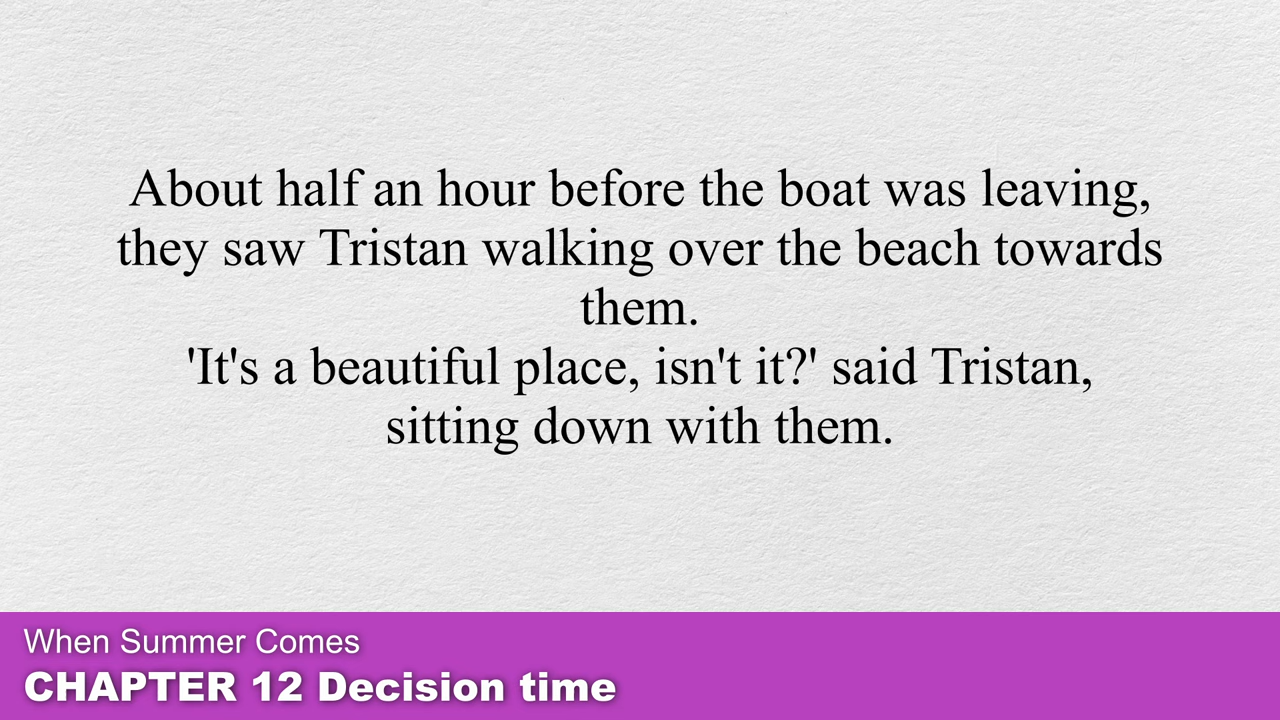 About half an hour before the boat was leaving,
they saw Tristan walking over the beach towards
them.
'It's a beautiful place, isn't it?' said Tristan,
sitting down with them.
When Summer Comes
CHAPTER 12 Decision time